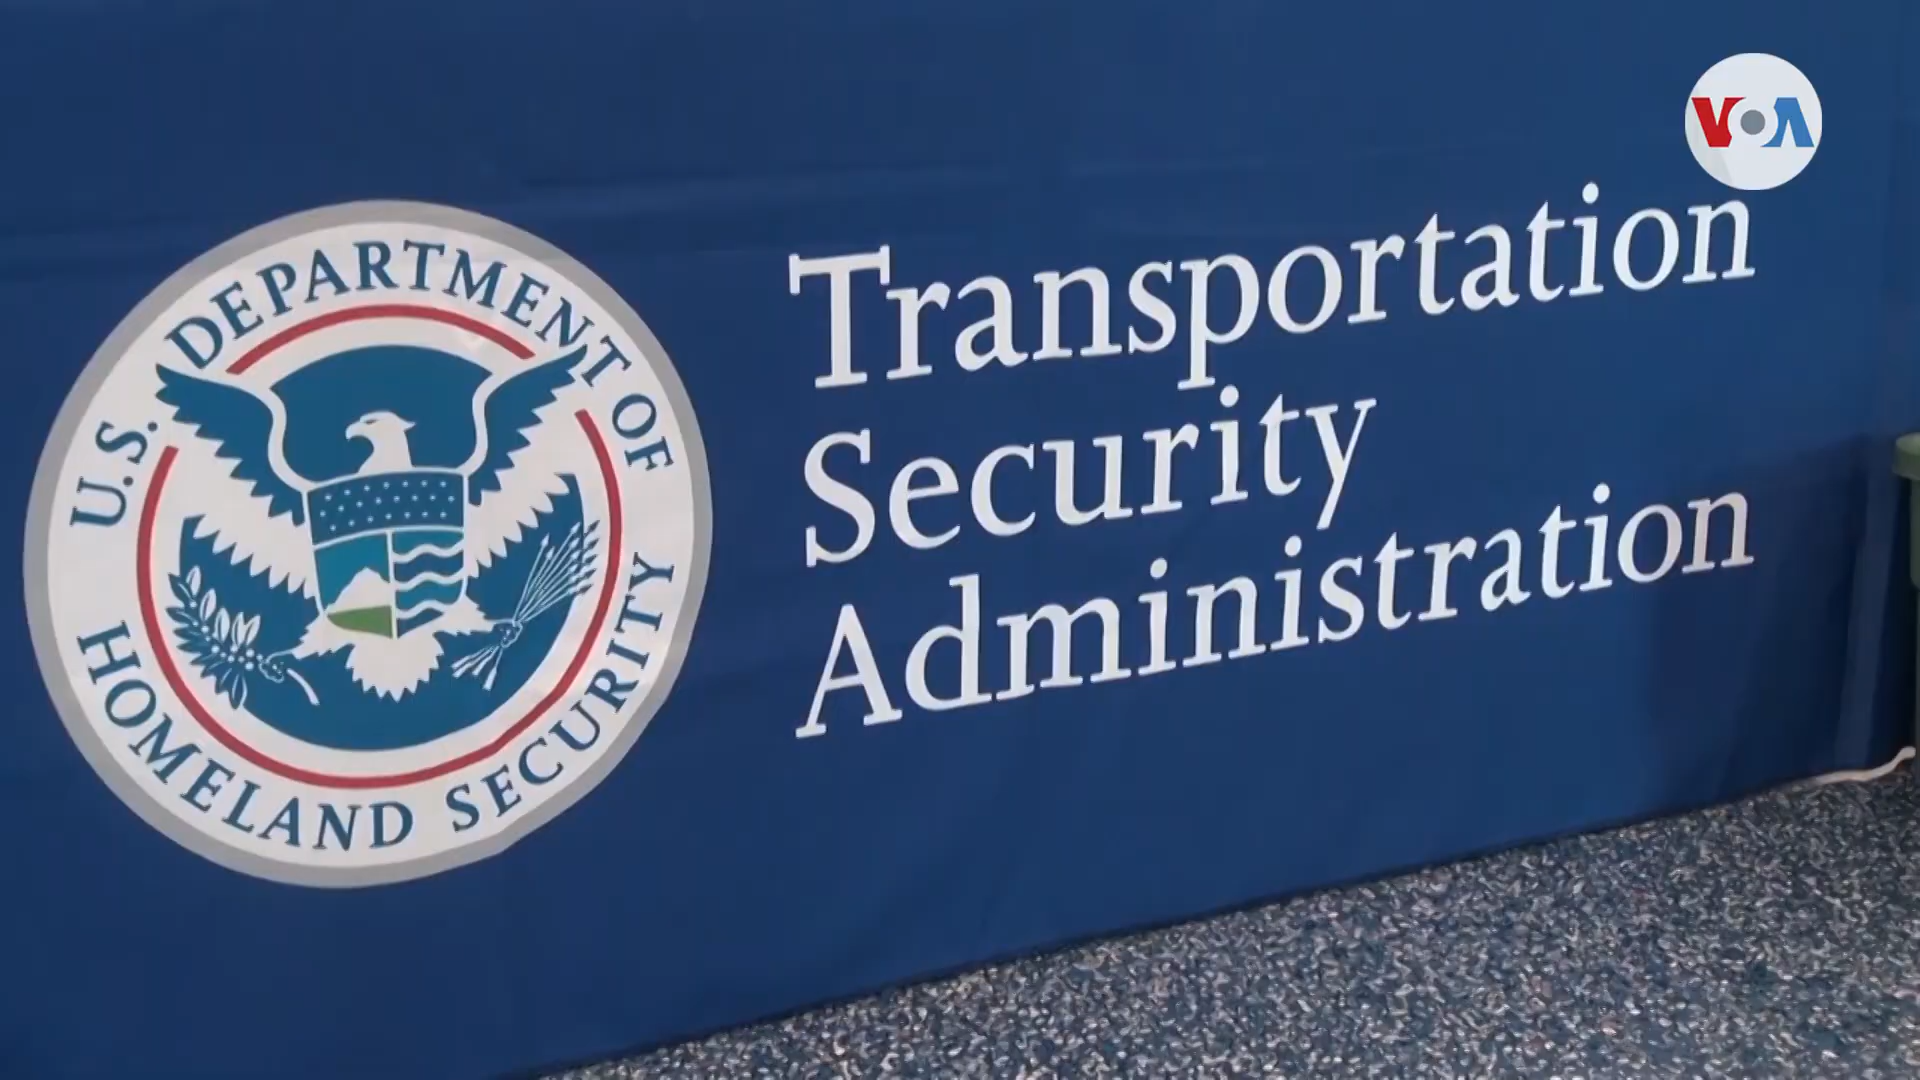 VOA
U.S. DEPARTMENT OF
HOMELAND SECURITY
Transportation
Security
Administration